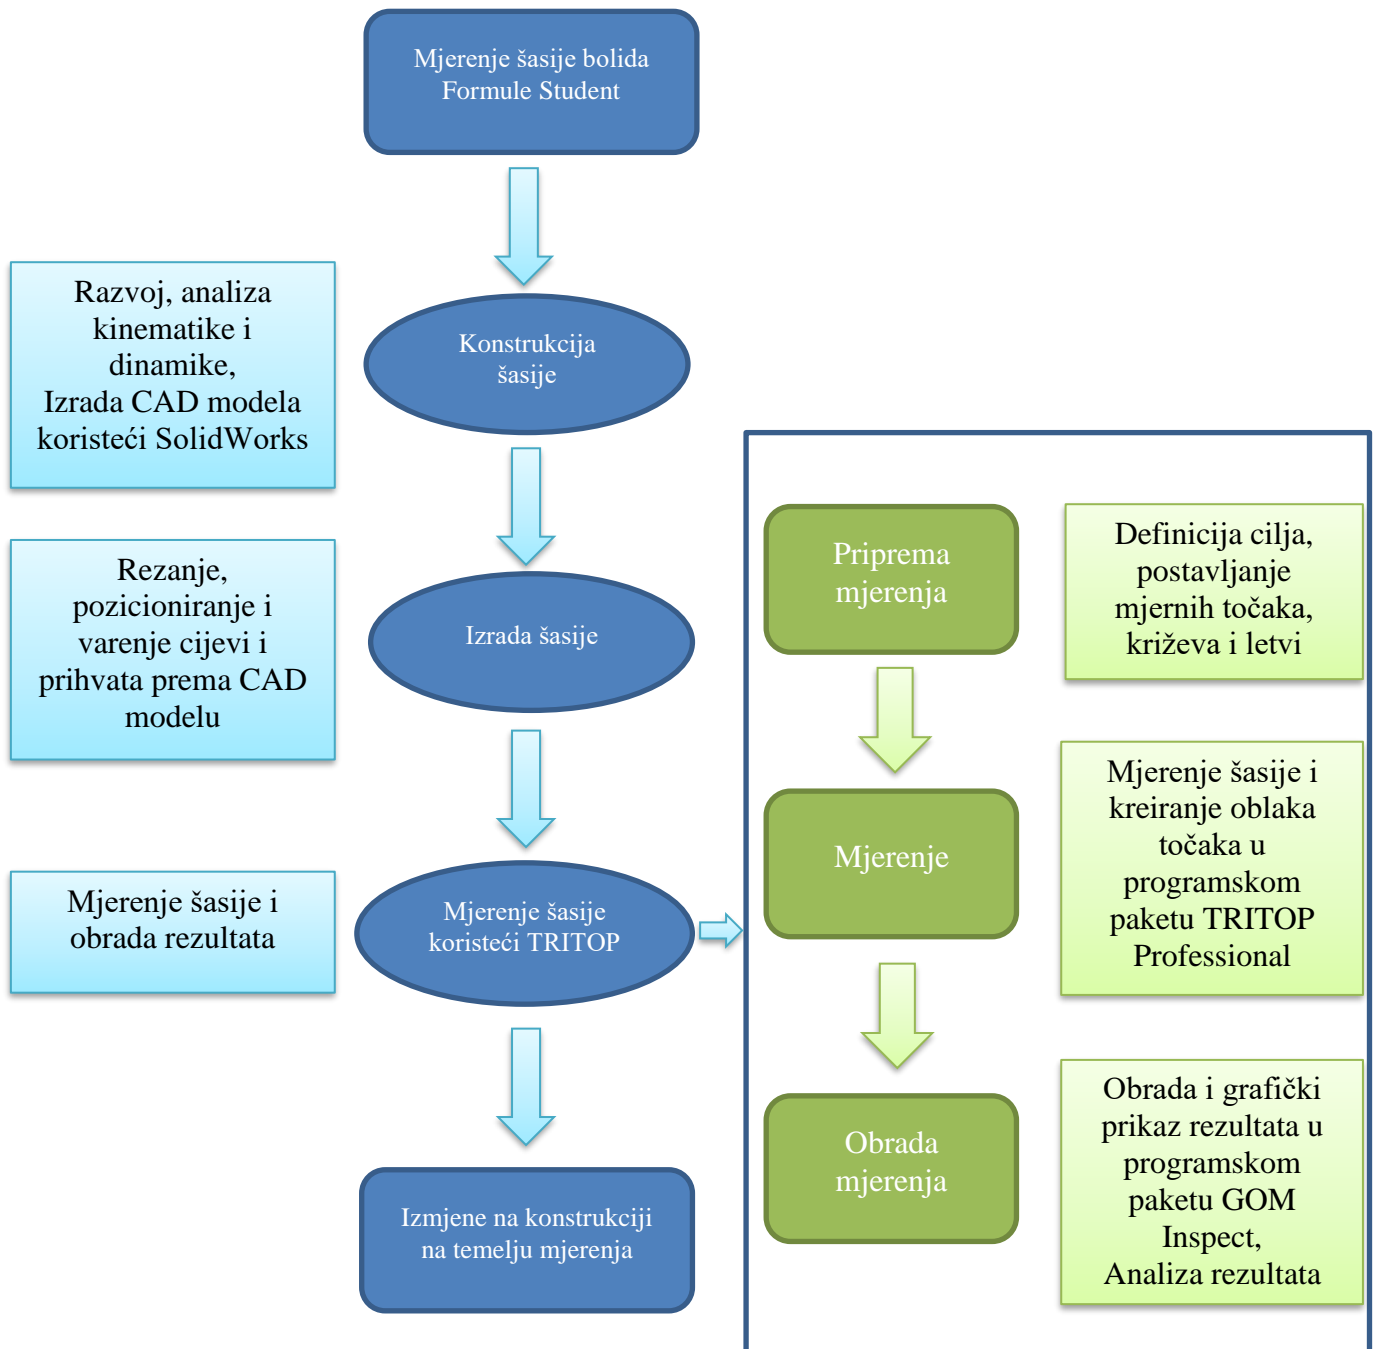 Mjerenje šasije bolida
Formule Student
Razvoj, analiza
kinematike i
dinamike,
Izrada CAD modela
koristeći SolidWorks
Konstrukcija
šasije
Rezanje,
pozicioniranje i
varenje cijevi i
prihvata prema CAD
modelu
Izrada šasije
Mjerenje šasije i
obrada rezultata
Mjerenje šasije
koristeći TRITOP
Izmjene na konstrukciji
na temelju mjerenja
Priprema
mjerenja
Definicija cilja,
postavljanje
mjernih točaka,
križeva i letvi
Mjerenje
Mjerenje šasije i
kreiranje oblaka
točaka u
programskom
paketu TRITOP
Professional
Obrada
mjerenja
Obrada i grafički
prikaz rezultata u
programskom
paketu GOM
Inspect,
Analiza rezultata